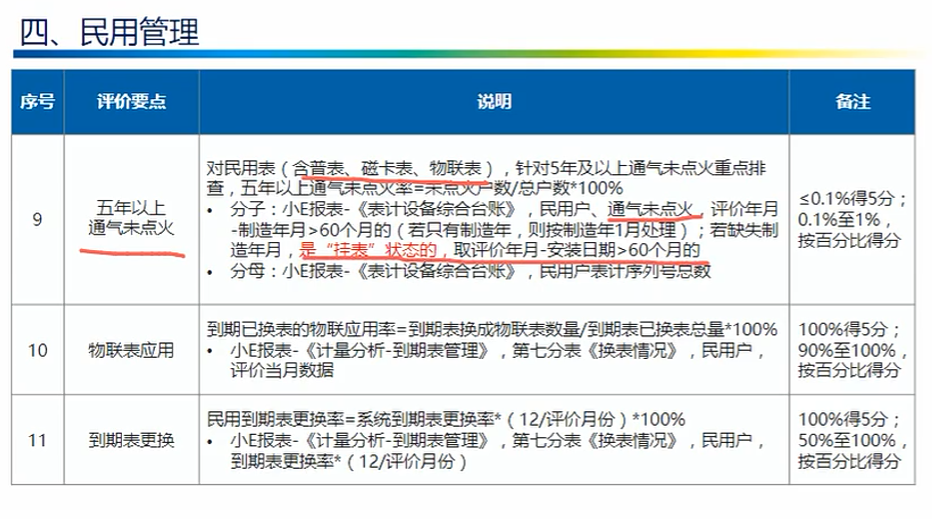 四、民用管理
序号
评价要点
说明
备注
9
五年以上
通气未点火
对民用表（含普表、磁卡表、物联表），针对5年及以上通气未点火重点排
查，五年以上通气未点火率=未点火户数/总户数*100%
• 分子：小E报表-《表计设备综合台账》，民用户、通气未点火，评价年月
-制造年月>60个月的（若只有制造年，则按制造年1月处理）；若缺失制
造年月，是“挂表”状态的，取评价年月-安装日期>60个月的
• 分母：小E报表-《表计设备综合台账》，民用户表计序列号总数
≤0.1%得5分；
0.1%至1%，
按百分比得分
10
物联表应用
到期已换表的物联应用率=到期表换成物联表数量/到期表已换表总量*100%
• 小E报表-《计量分析-到期表管理》，第七分表《换表情况》，民用户，
评价当月数据
100%得5分；
90%至100%，
按百分比得分
11
到期表更换
民用到期表更换率=系统到期表更换率*（12/评价月份）*100%
• 小E报表-《计量分析-到期表管理》，第七分表《换表情况》，民用户，
到期表更换率*（12/评价月份）
100%得5分；
50%至100%，
按百分比得分